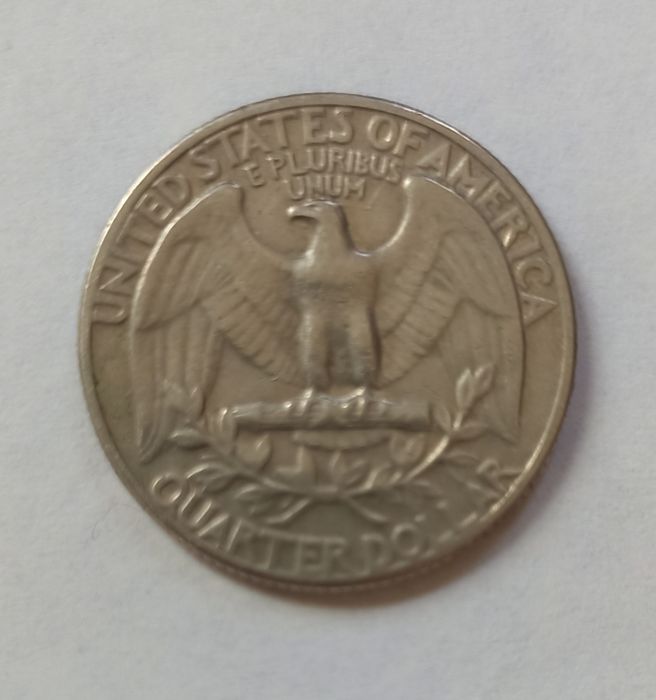 UNITED STATES OF AMERICA
E PLURIBUS
UNUM
QUARTER DOLLAR